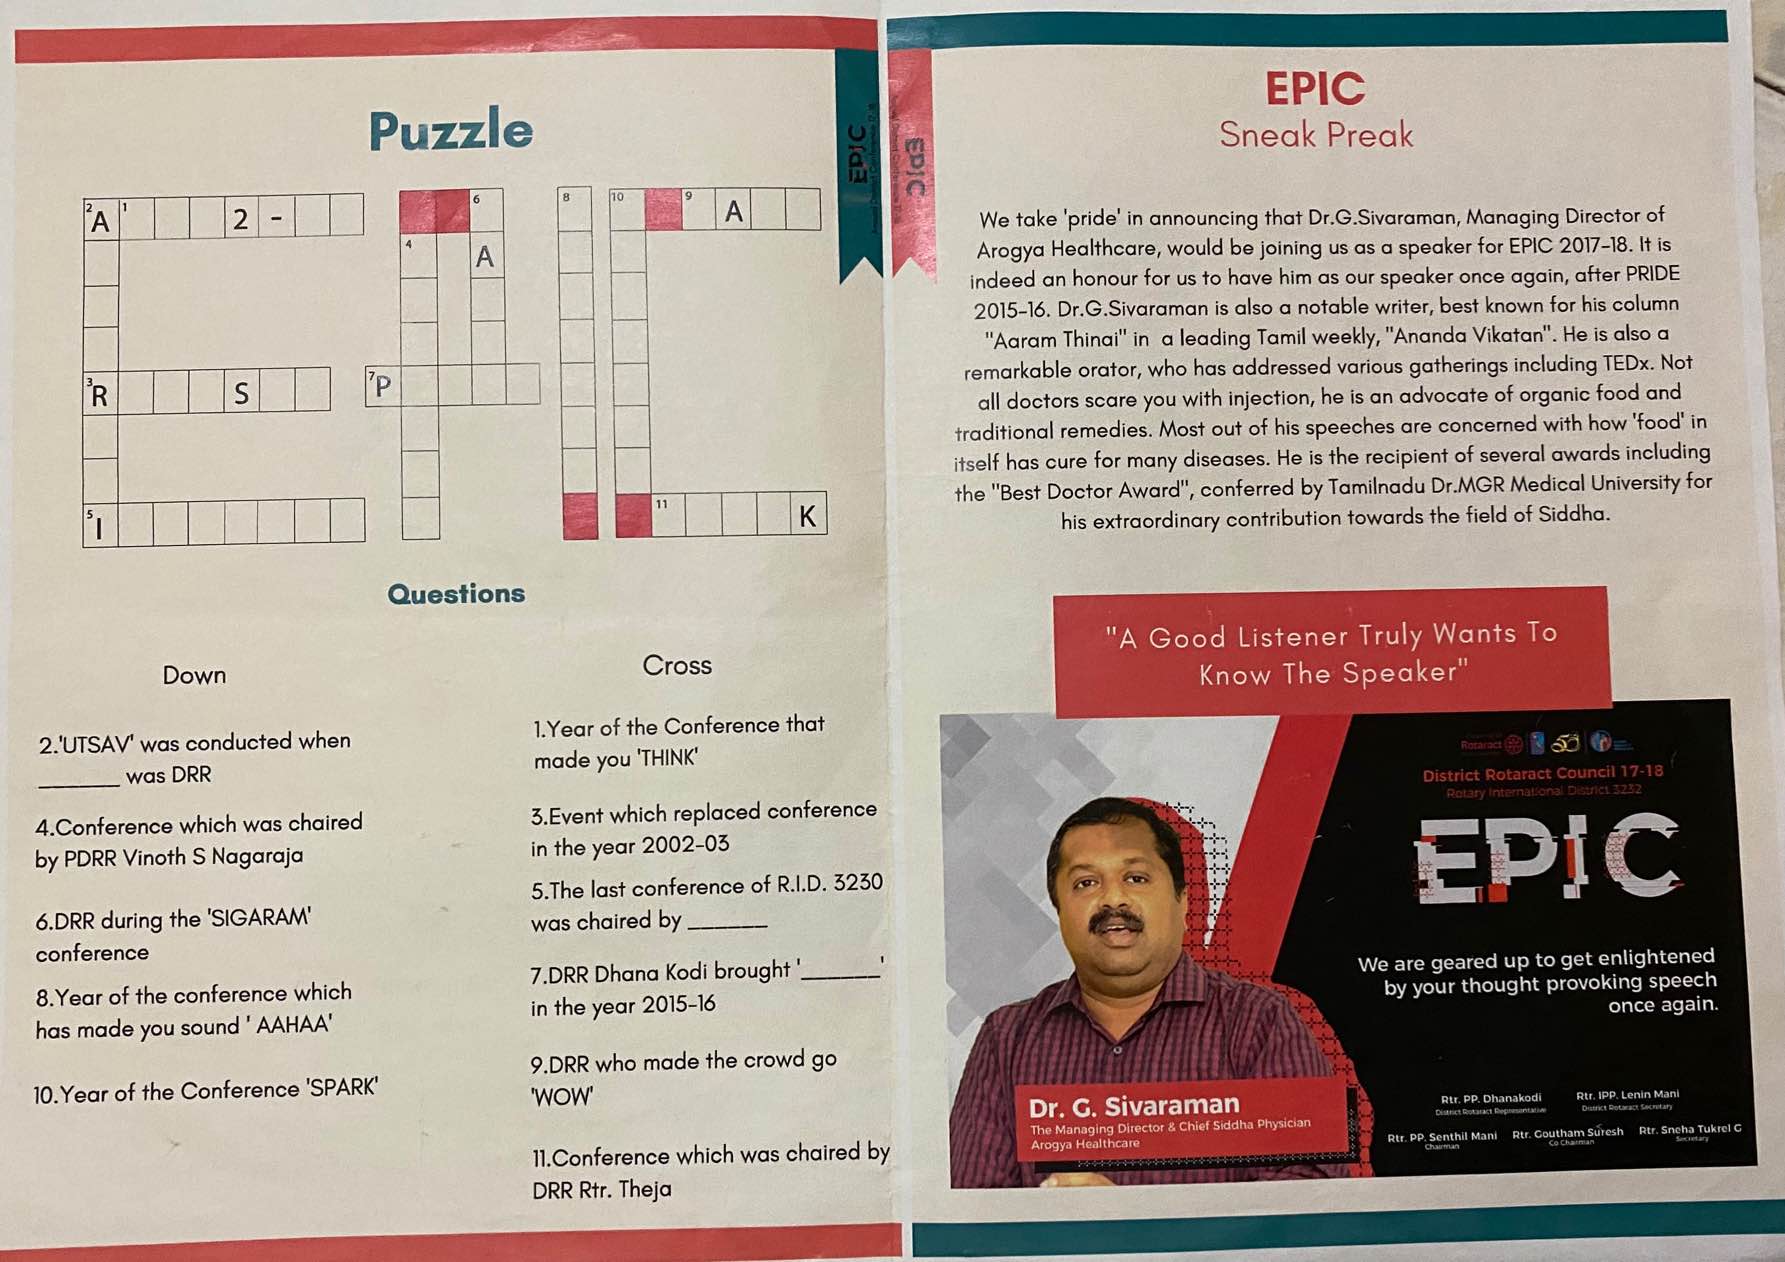 Puzzle
2 A 1 2 -
6
4 A
3 R S
7 P
5 I
8
10 9 A
11 K
Questions
Down
2.'UTSAV' was conducted when
______ was DRR
4.Conference which was chaired
by PDRR Vinoth S Nagaraja
6.DRR during the 'SIGARAM'
conference
8.Year of the conference which
has made you sound ' AAHAA'
10.Year of the Conference 'SPARK'
Cross
1.Year of the Conference that
made you 'THINK'
3.Event which replaced conference
in the year 2002-03
5.The last conference of R.I.D. 3230
was chaired by ______
7.DRR Dhana Kodi brought '______'
in the year 2015-16
9.DRR who made the crowd go
'WOW'
11.Conference which was chaired by
DRR Rtr. Theja
EPIC
EPIC
EPIC
Sneak Preak
We take 'pride' in announcing that Dr.G.Sivaraman, Managing Director of
Arogya Healthcare, would be joining us as a speaker for EPIC 2017-18. It is
indeed an honour for us to have him as our speaker once again, after PRIDE
2015-16. Dr.G.Sivaraman is also a notable writer, best known for his column
"Aaram Thinai" in a leading Tamil weekly, "Ananda Vikatan". He is also a
remarkable orator, who has addressed various gatherings including TEDx. Not
all doctors scare you with injection, he is an advocate of organic food and
traditional remedies. Most out of his speeches are concerned with how 'food' in
itself has cure for many diseases. He is the recipient of several awards including
the "Best Doctor Award", conferred by Tamilnadu Dr.MGR Medical University for
his extraordinary contribution towards the field of Siddha.
"A Good Listener Truly Wants To
Know The Speaker"
Rotaract
District Rotaract Council 17-18
Rotary International District 3232
EPIC
We are geared up to get enlightened
by your thought provoking speech
once again.
Dr. G. Sivaraman
The Managing Director & Chief Siddha Physician
Arogya Healthcare
Rtr. PP. Dhanakodi
District Rotaract Representative
Rtr. IPP. Lenin Mani
District Rotaract Secretary
Rtr. PP. Senthil Mani
Chairman
Rtr. Goutham Suresh
Co Chairman
Rtr. Sneha Tukrel G
Secretary